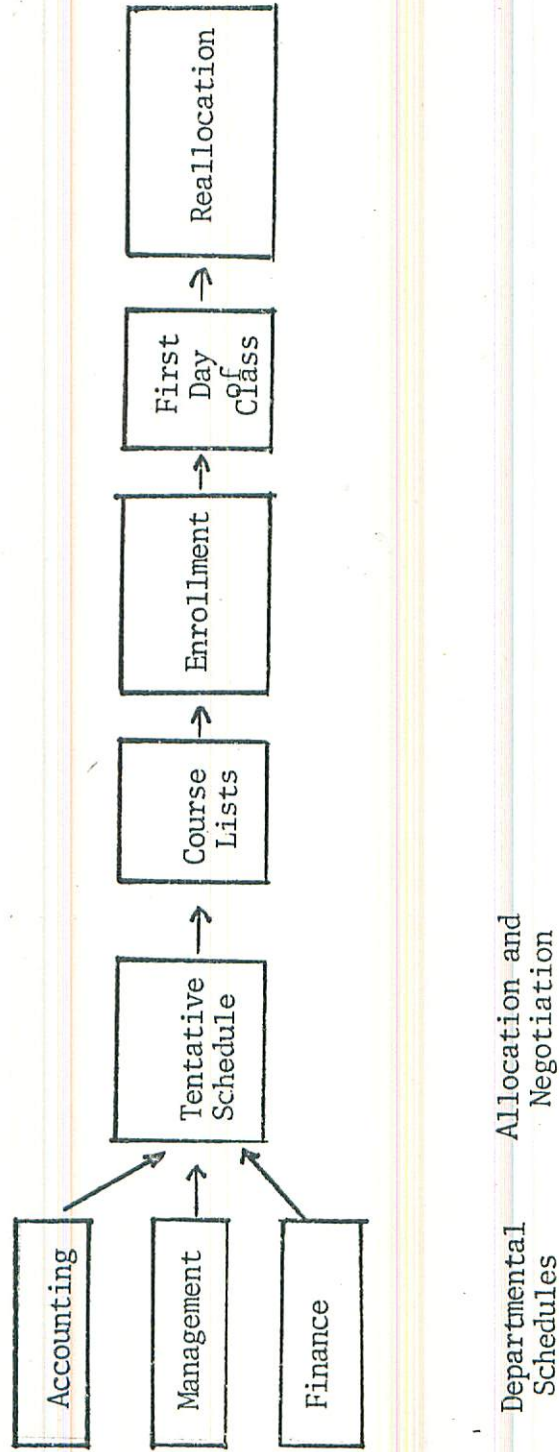 Accounting
Management
Finance
Tentative
Schedule
Course
Lists
Enrollment
First
Day
of
Class
Reallocation
Departmental
Schedules
Allocation and
Negotiation